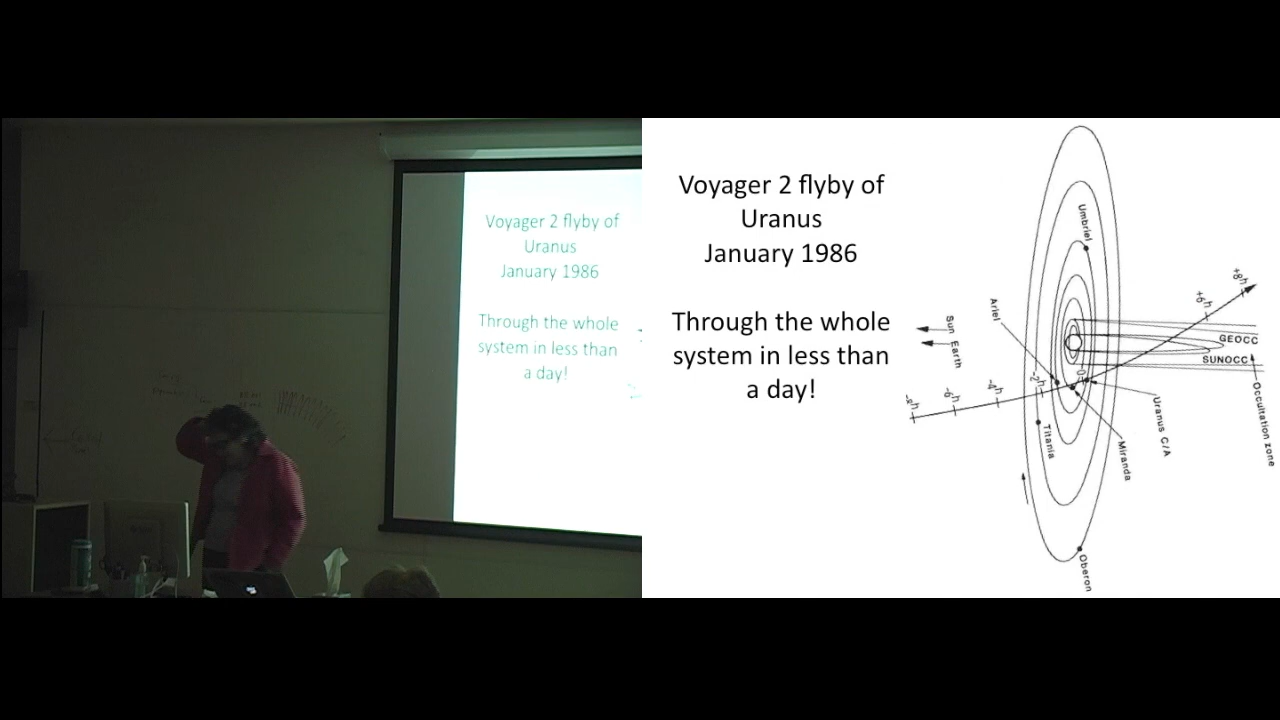 Voyager 2 flyby of
Uranus
January 1986
Through the whole
system in less than
a day!
Voyager 2 flyby of
Uranus
January 1986
Through the whole
system in less than
a day!
Umbriel
Ariel
Sun
Earth
-8h
-6h
-4h
-2h
0
+6h
+8h
GEOCC
SUNOCC
Occultation zone
Uranus C/A
Miranda
Titania
Oberon